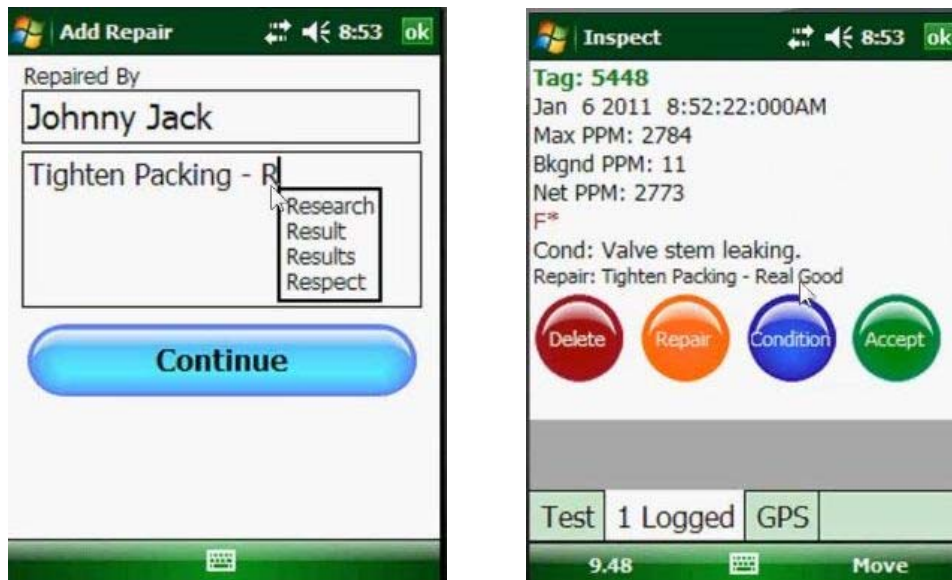 Add Repair 8:53 ok
Repaired By
Johnny Jack
Tighten Packing - R
Research
Result
Results
Respect
Continue
Inspect 8:53 ok
Tag: 5448
Jan 6 2011 8:52:22:000AM
Max PPM: 2784
Bkgnd PPM: 11
Net PPM: 2773
F*
Cond: Valve stem leaking.
Repair: Tighten Packing - Real Good
Delete Repair Condition Accept
Test 1 Logged GPS
9.48 Move